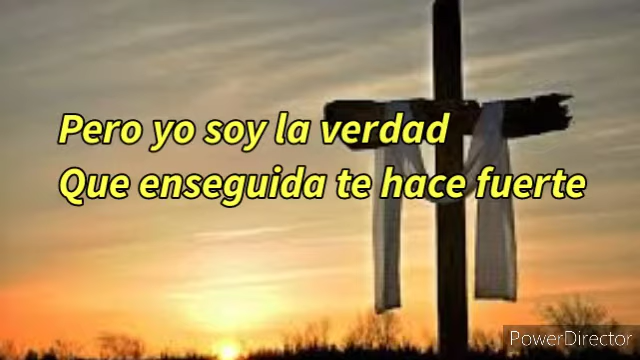 Pero yo soy la verdad
Que enseguida te hace fuerte
PowerDirector